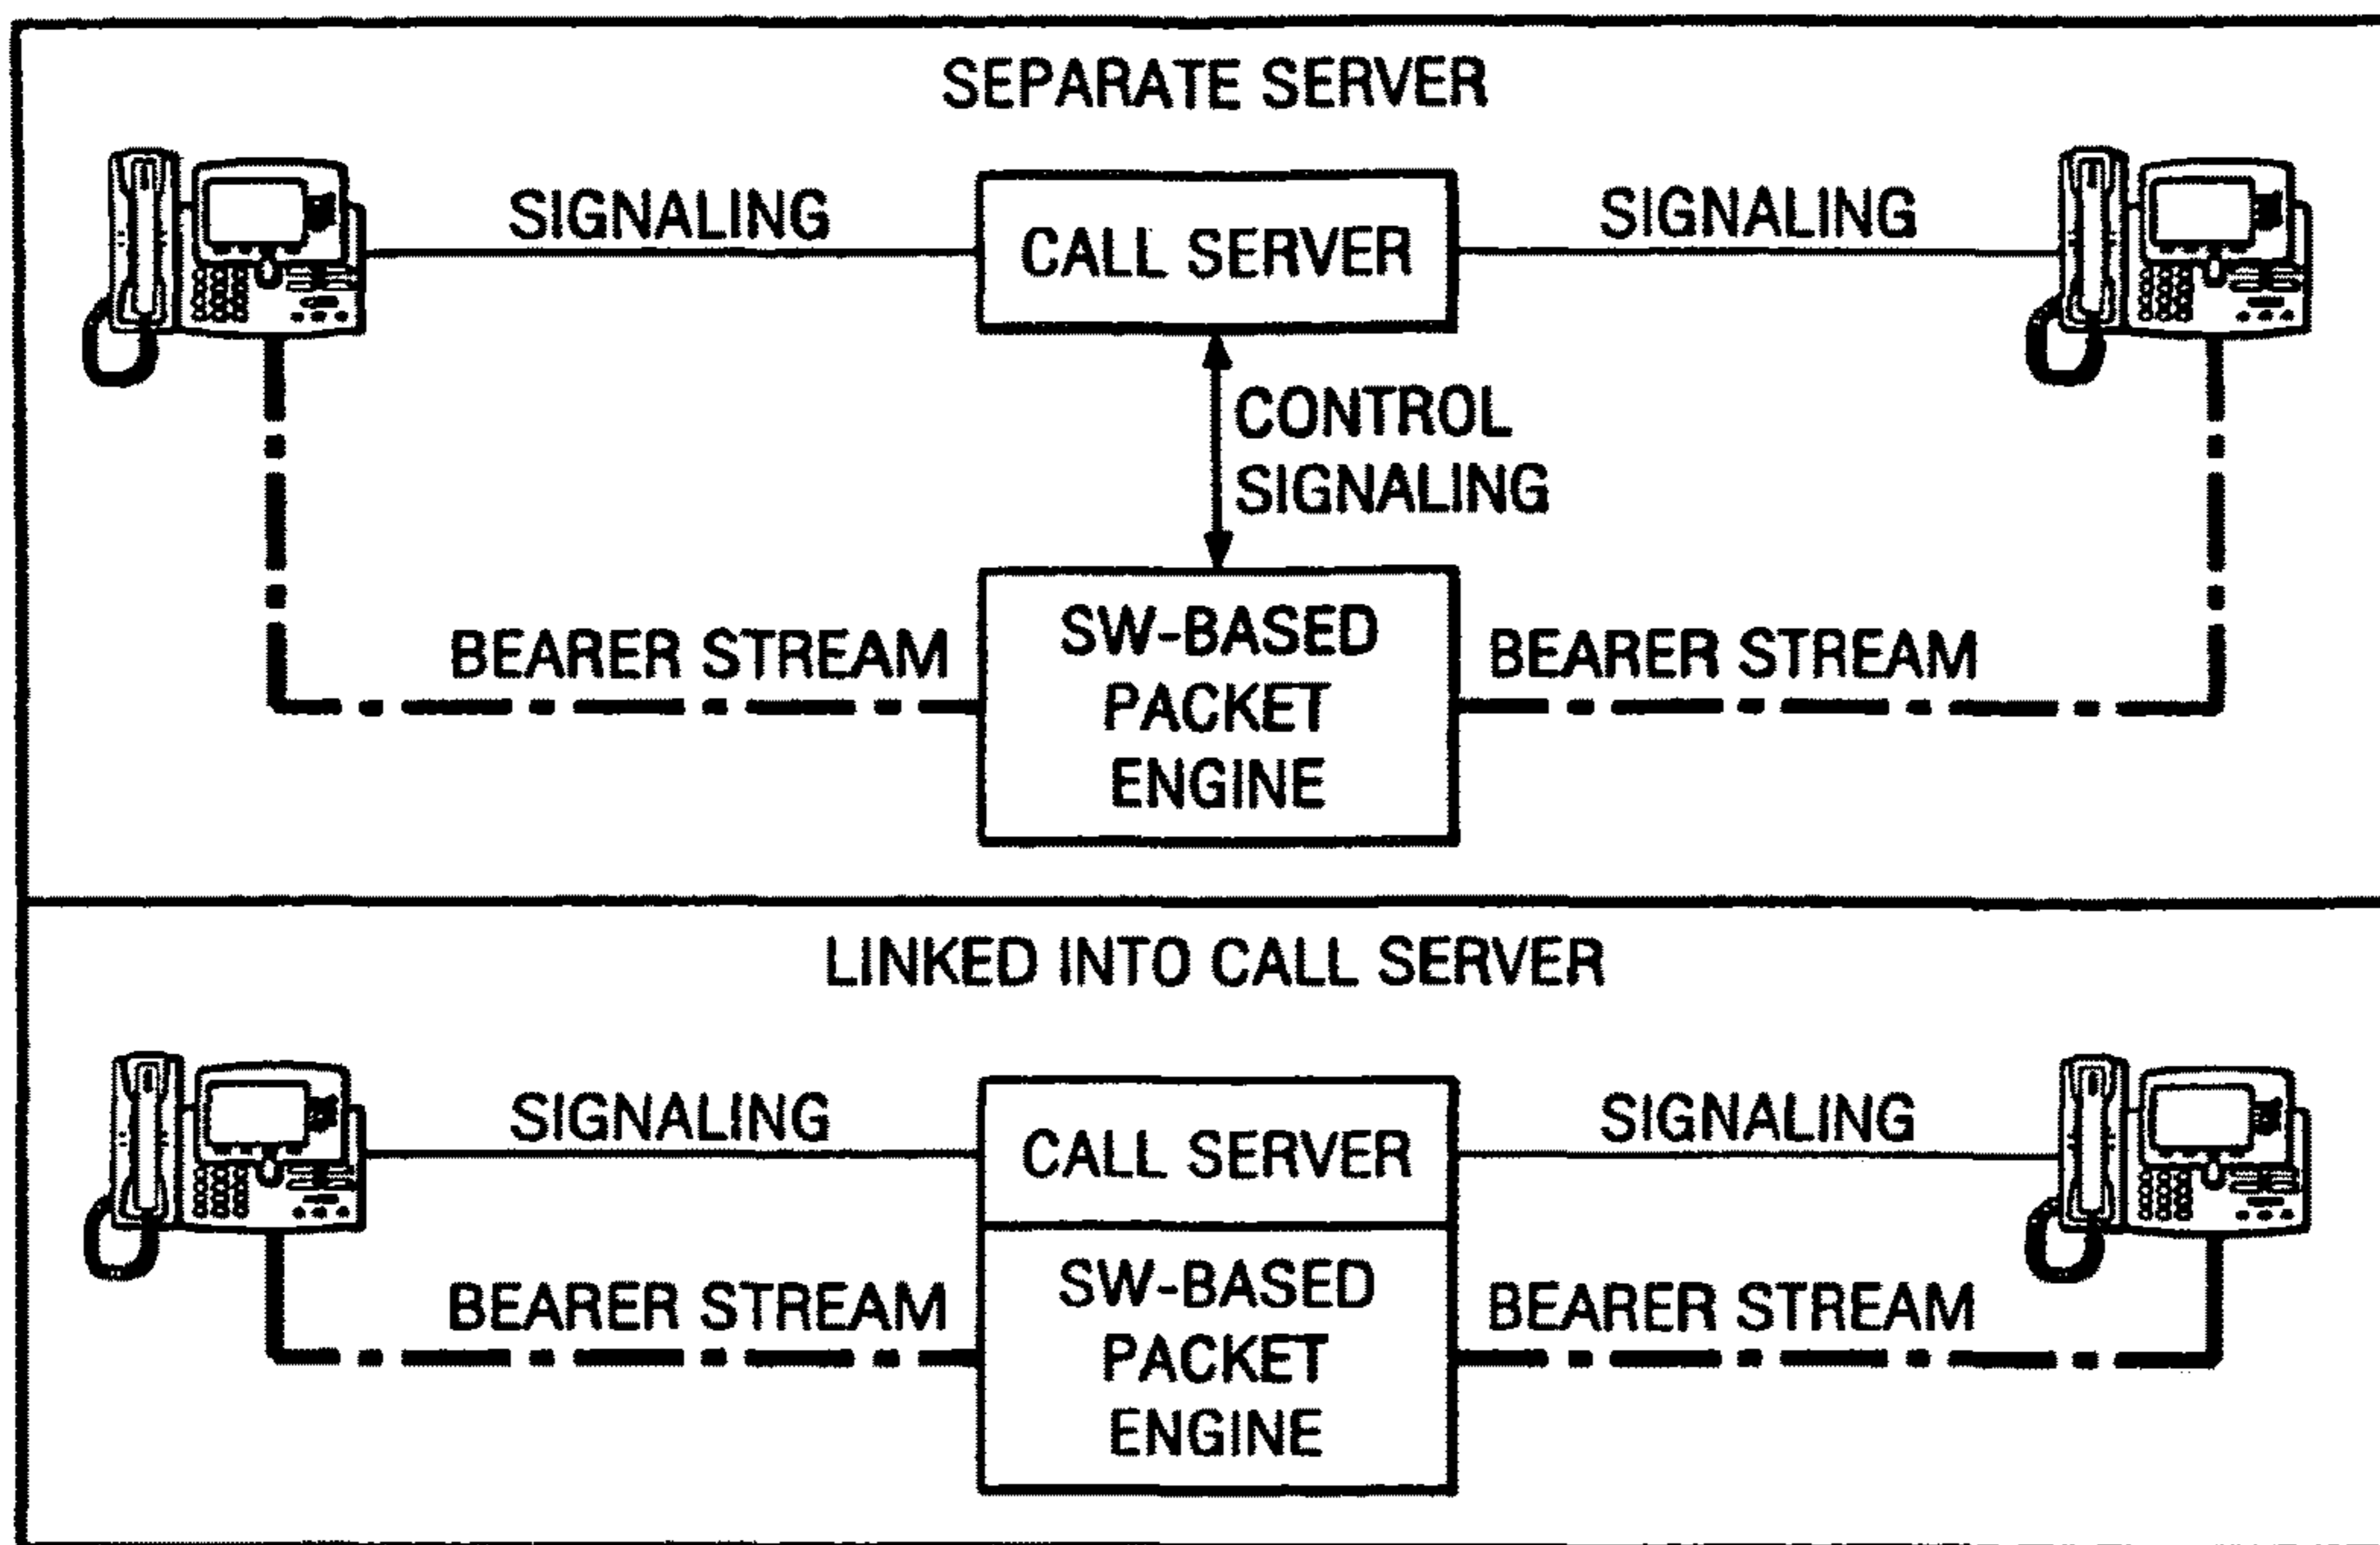 SEPARATE SERVER
SIGNALING
CALL SERVER
SIGNALING
CONTROL
SIGNALING
BEARER STREAM
SW-BASED
PACKET
ENGINE
BEARER STREAM
LINKED INTO CALL SERVER
SIGNALING
CALL SERVER
SIGNALING
BEARER STREAM
SW-BASED
PACKET
ENGINE
BEARER STREAM